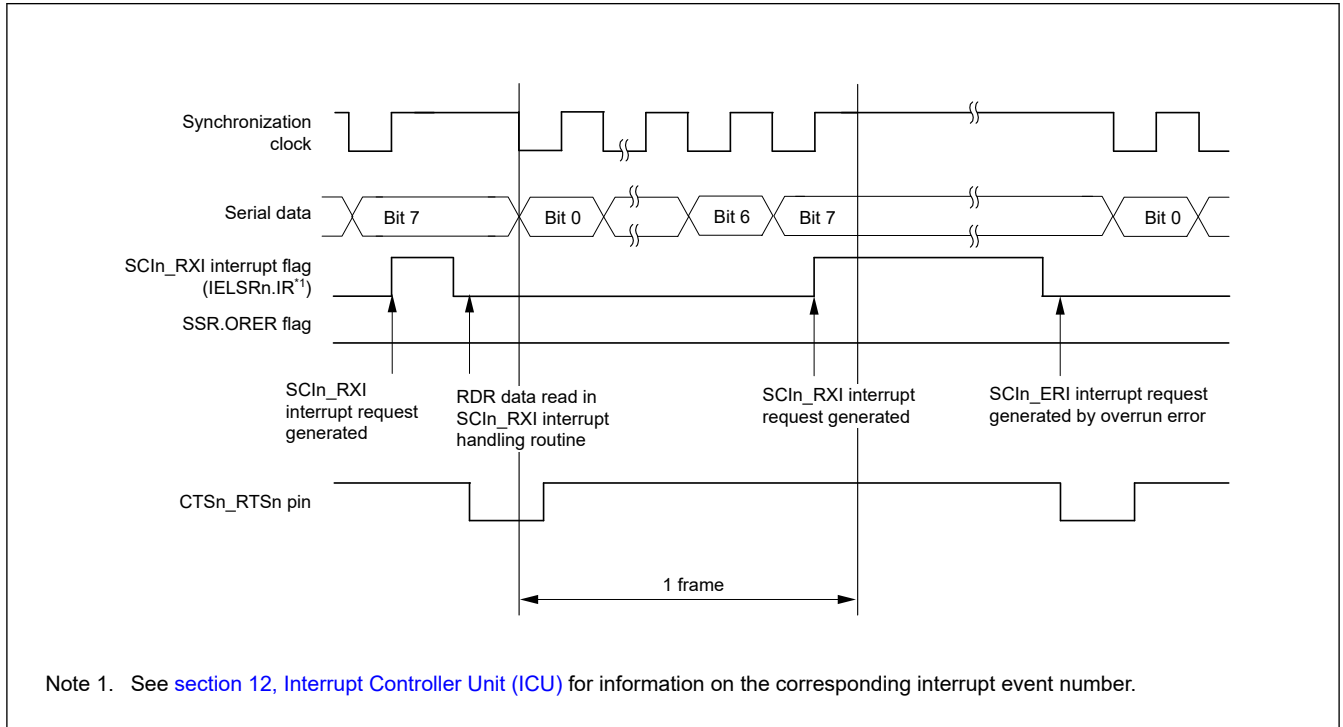 Synchronization
clock
Serial data
Bit 7
Bit 0
Bit 6
Bit 7
Bit 0
SCIn_RXI interrupt flag
(IELSRn.IR*1)
SSR.ORER flag
SCIn_RXI
interrupt request
generated
RDR data read in
SCIn_RXI interrupt
handling routine
SCIn_RXI interrupt
request generated
SCIn_ERI interrupt request
generated by overrun error
CTSn_RTSn pin
1 frame
Note 1. See section 12, Interrupt Controller Unit (ICU) for information on the corresponding interrupt event number.